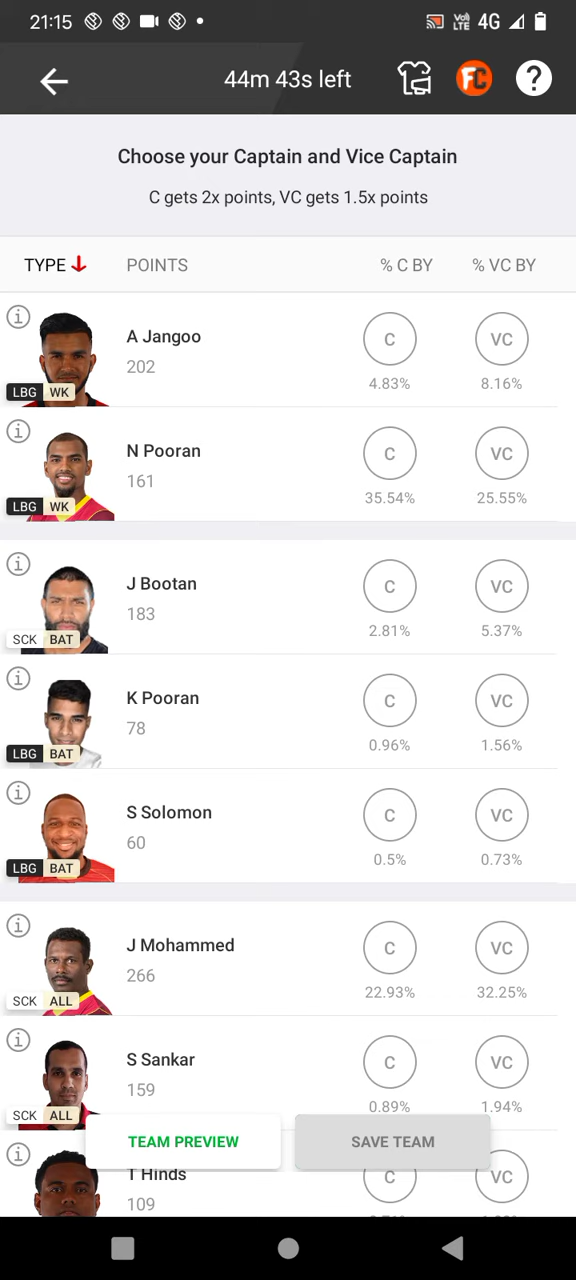 21:15 Vo) LTE 4G
44m 43s left FC ?
Choose your Captain and Vice Captain
C gets 2x points, VC gets 1.5x points
TYPE POINTS % C BY % VC BY
A Jangoo
202
C VC
4.83% 8.16%
LBG WK
N Pooran
161
C VC
35.54% 25.55%
LBG WK
J Bootan
183
C VC
2.81% 5.37%
SCK BAT
K Pooran
78
C VC
0.96% 1.56%
LBG BAT
S Solomon
60
C VC
0.5% 0.73%
LBG BAT
J Mohammed
266
C VC
22.93% 32.25%
SCK ALL
S Sankar
159
C VC
0.89% 1.94%
SCK ALL
TEAM PREVIEW SAVE TEAM
T Hinds
109
C VC